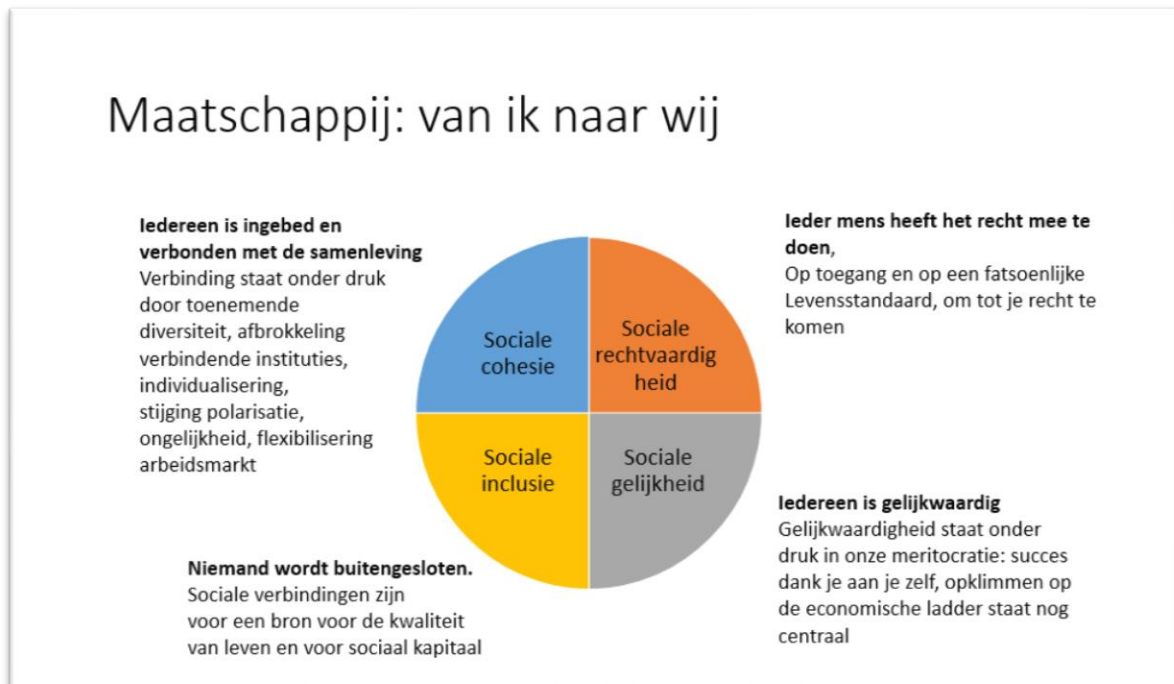 Maatschappij: van ik naar wij
Iedereen is ingebed en
verbonden met de samenleving
Verbinding staat onder druk
door toenemende
diversiteit, afbrokkeling
verbindende instituties,
individualisering,
stijging polarisatie,
ongelijkheid, flexibilisering
arbeidsmarkt
Ieder mens heeft het recht mee te
doen,
Op toegang en op een fatsoenlijke
Levensstandaard, om tot je recht te
komen
Sociale
cohesie
Sociale
rechtvaardig
heid
Sociale
inclusie
Sociale
gelijkheid
Niemand wordt buitengesloten.
Sociale verbindingen zijn
voor een bron voor de kwaliteit
van leven en voor sociaal kapitaal
Iedereen is gelijkwaardig
Gelijkwaardigheid staat onder
druk in onze meritocratie: succes
dank je aan je zelf, opklimmen op
de economische ladder staat nog
centraal